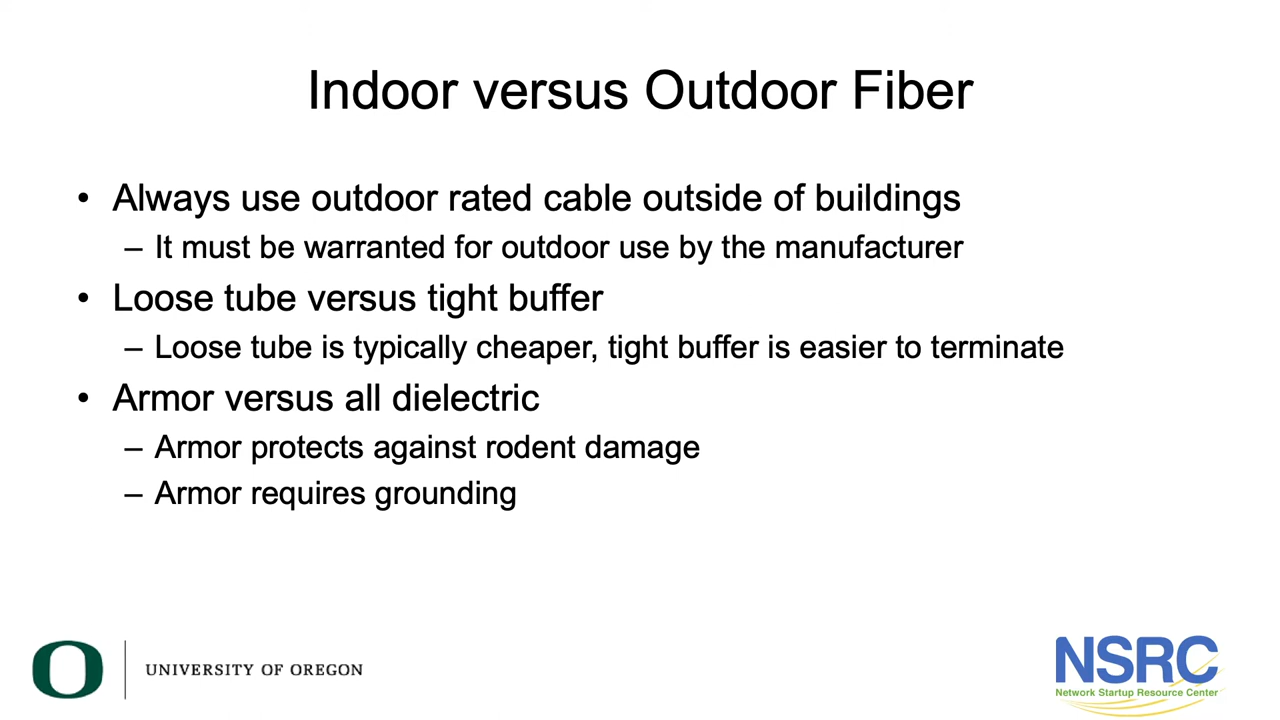 Indoor versus Outdoor Fiber
• Always use outdoor rated cable outside of buildings
– It must be warranted for outdoor use by the manufacturer
• Loose tube versus tight buffer
– Loose tube is typically cheaper, tight buffer is easier to terminate
• Armor versus all dielectric
– Armor protects against rodent damage
– Armor requires grounding
O
UNIVERSITY OF OREGON
NSRC
Network Startup Resource Center